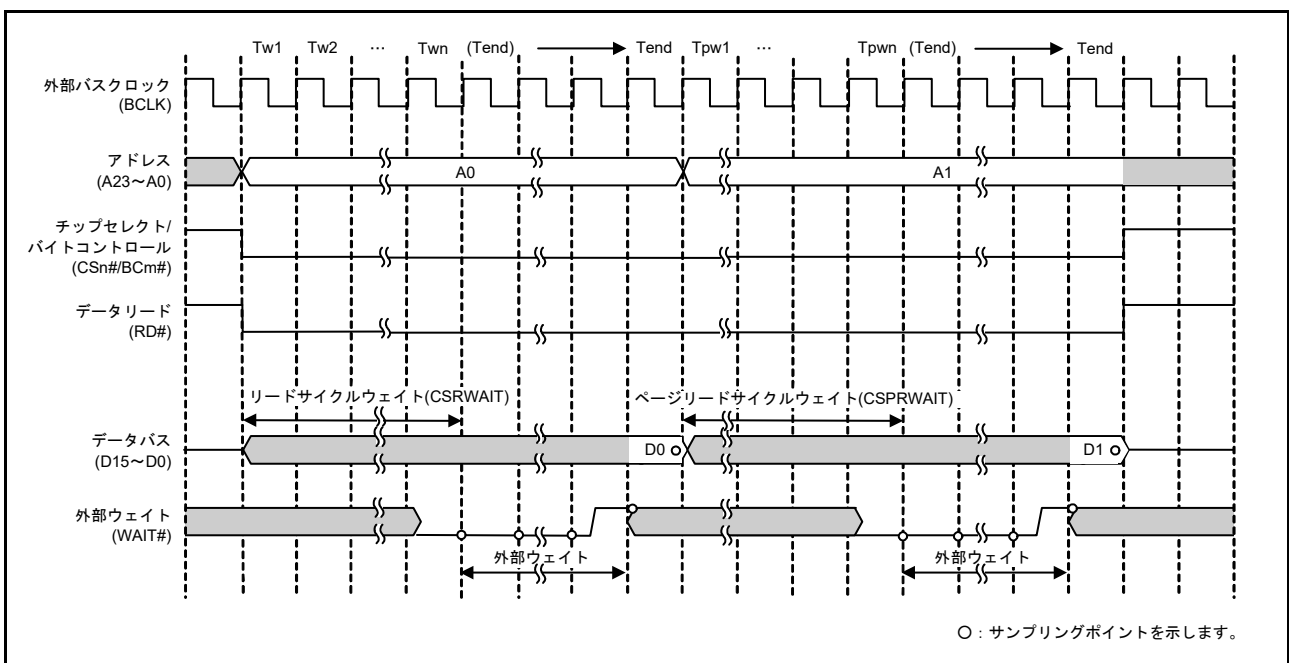 Tw1 Tw2 … Twn (Tend) Tend Tpw1 … Tpwn (Tend) Tend
外部バスクロック
(BCLK)
アドレス
(A23～A0)
A0 A1
チップセレクト/
バイトコントロール
(CSn#/BCm#)
データリード
(RD#)
リードサイクルウェイト(CSRWAIT) ページリードサイクルウェイト(CSPRWAIT)
データバス
(D15～D0)
D0 D1
外部ウェイト
(WAIT#)
外部ウェイト 外部ウェイト
○：サンプリングポイントを示します。